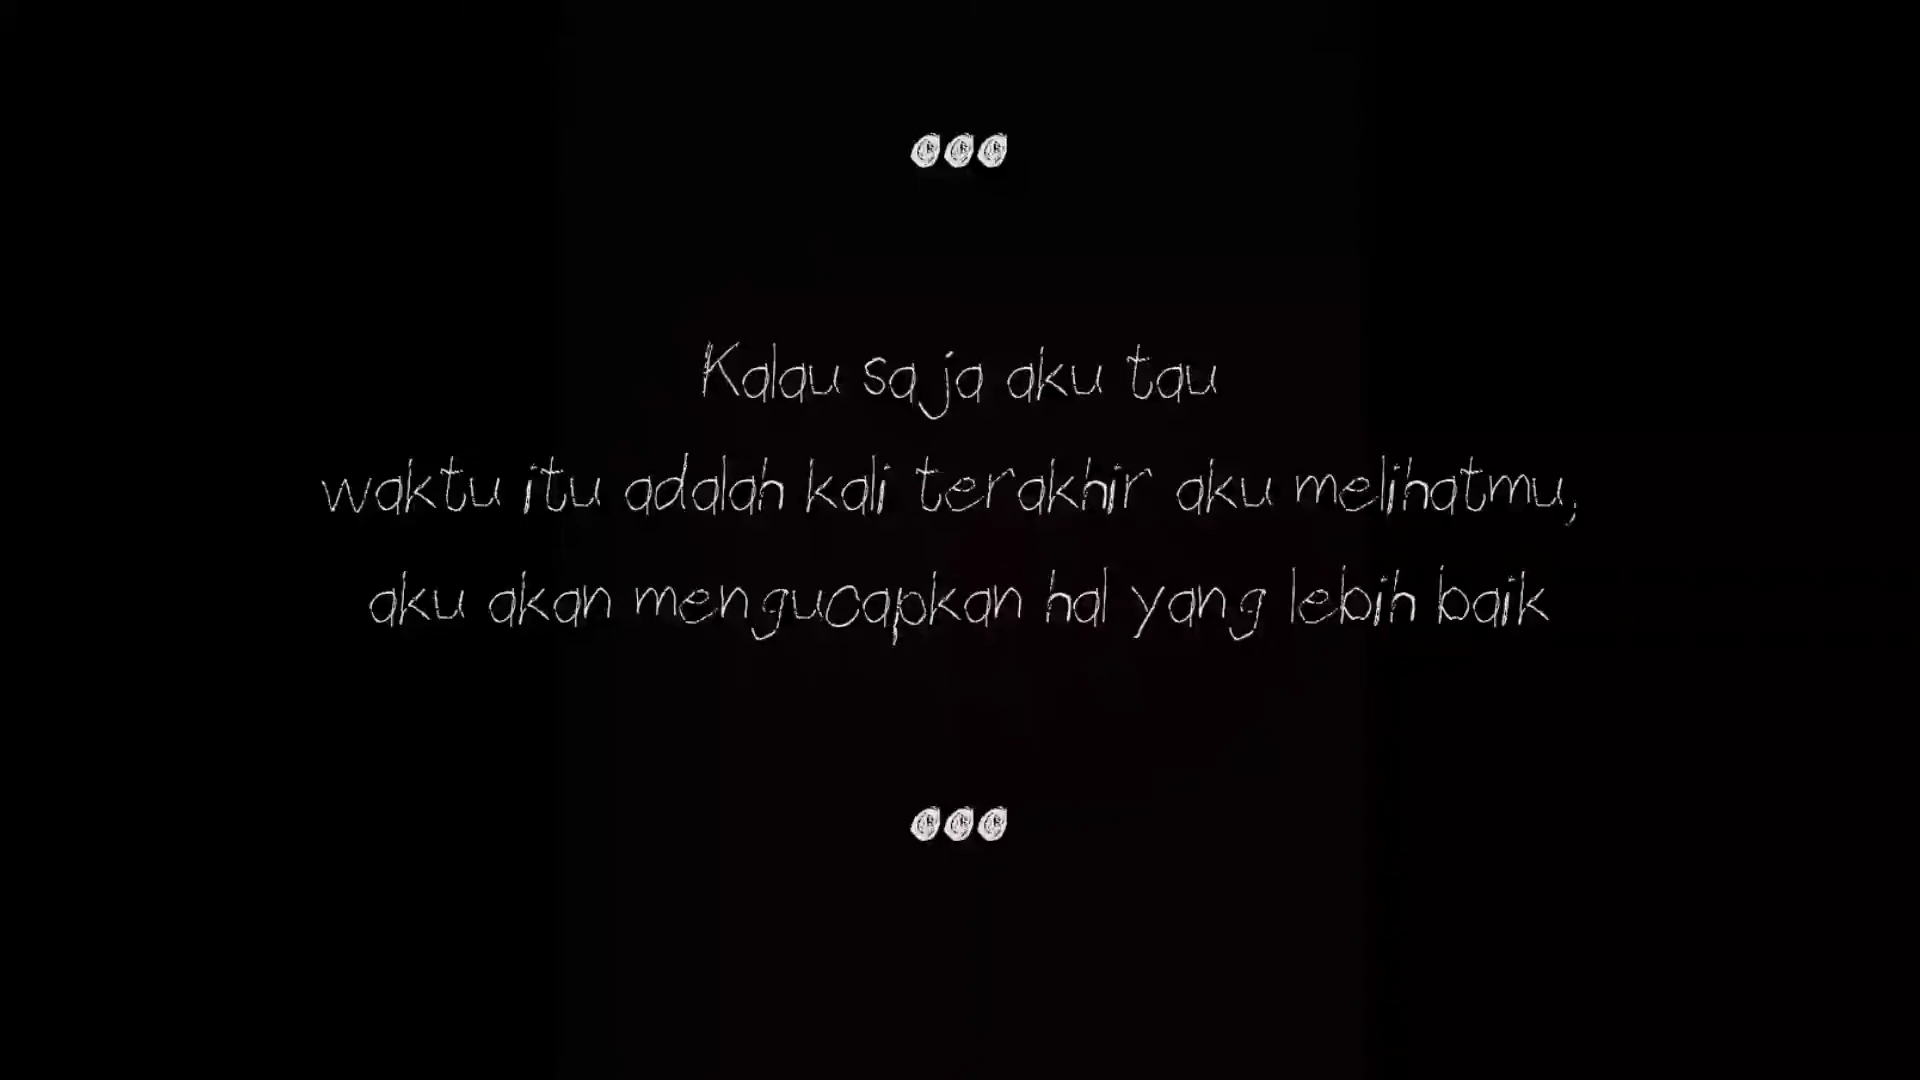 Kalau saja aku tau
waktu itu adalah kali terakhir aku melihatmu,
aku akan mengucapkan hal yang lebih baik